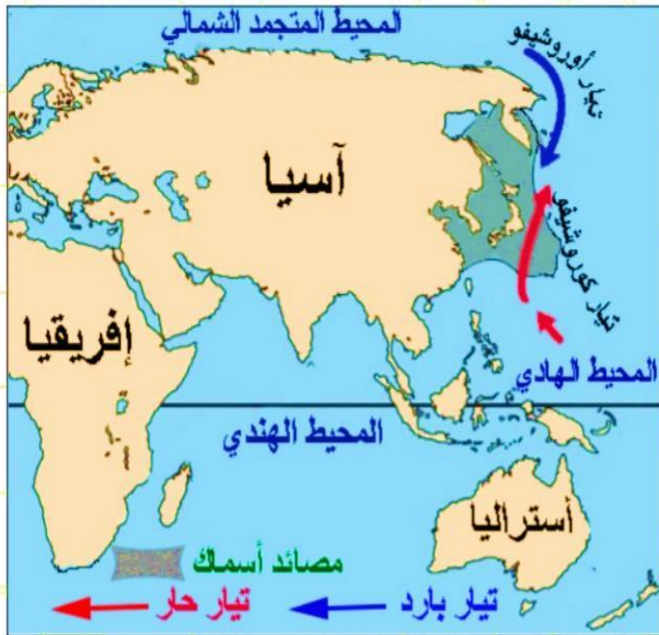 المحيط المتجمد الشمالي
تيار أوروشيفو
آسيا
تيار كوروشيفو
إفريقيا
المحيط الهادي
المحيط الهندي
أستراليا
مصائد أسماك
تيار بارد
تيار حار